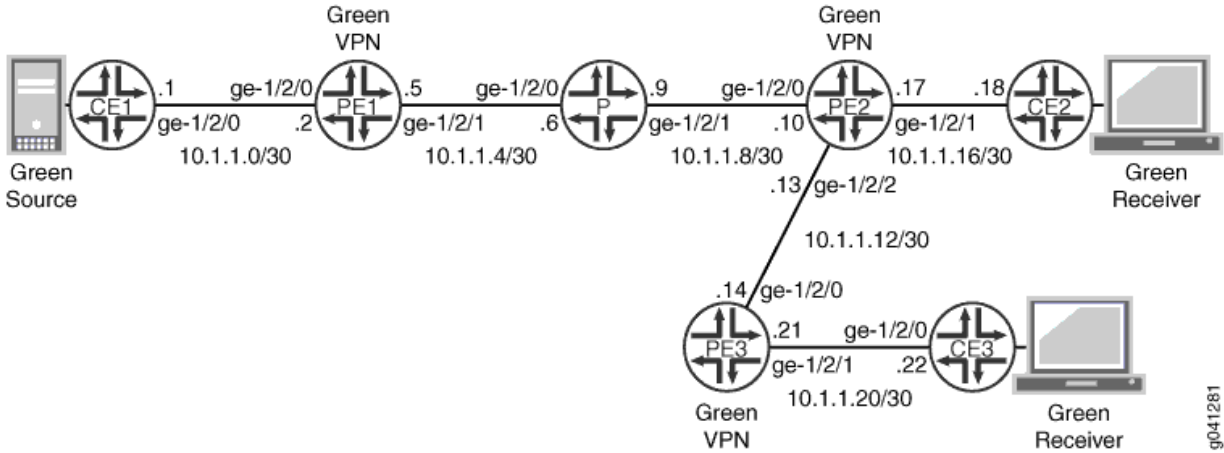 Green
VPN
Green
VPN
CE1
.1
ge-1/2/0
ge-1/2/0
.2
PE1
.5
ge-1/2/1
ge-1/2/0
.6
P
.9
ge-1/2/1
ge-1/2/0
.10
PE2
.17
ge-1/2/1
.18
CE2
10.1.1.0/30
10.1.1.4/30
10.1.1.8/30
10.1.1.16/30
Green
Source
Green
Receiver
.13
ge-1/2/2
10.1.1.12/30
.14
ge-1/2/0
PE3
.21
ge-1/2/1
ge-1/2/0
.22
CE3
10.1.1.20/30
Green
VPN
Green
Receiver
g041281